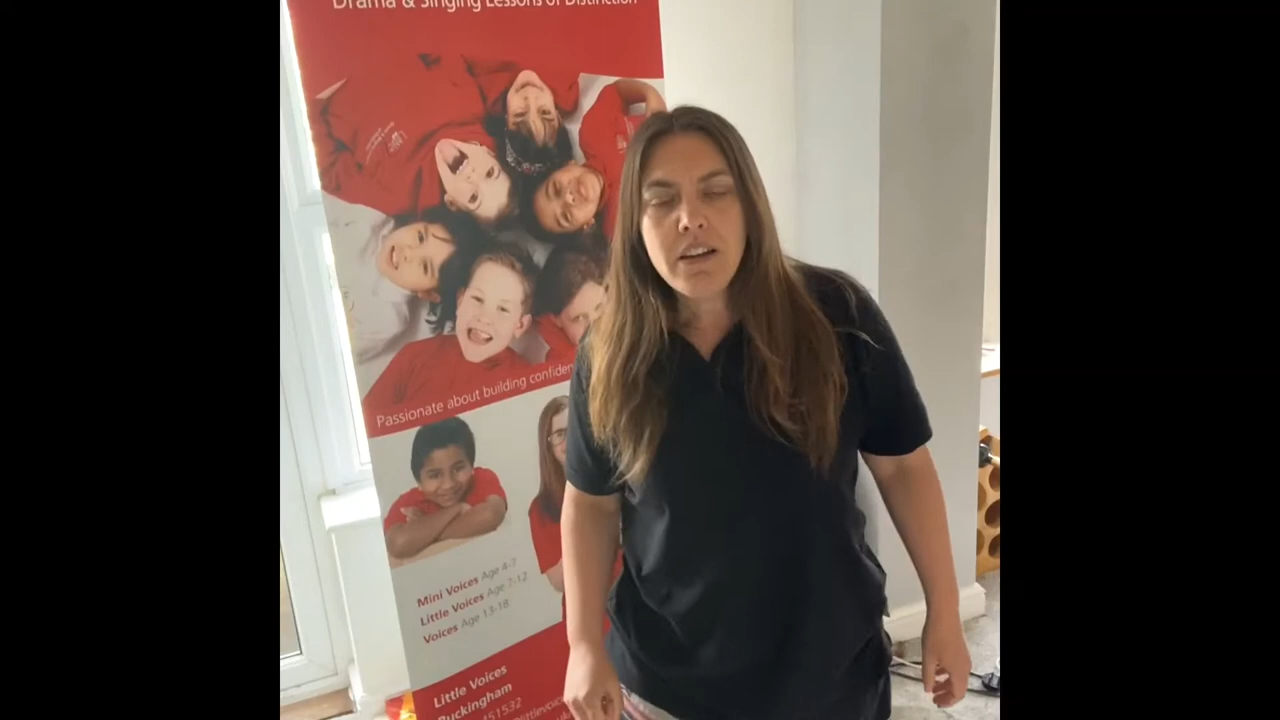 Drama & Singing Lessons of Distinction
Passionate about building confiden
Mini Voices Age 4-7
Little Voices Age 7-12
Voices Age 13-18
Little Voices
Buckingham
451532